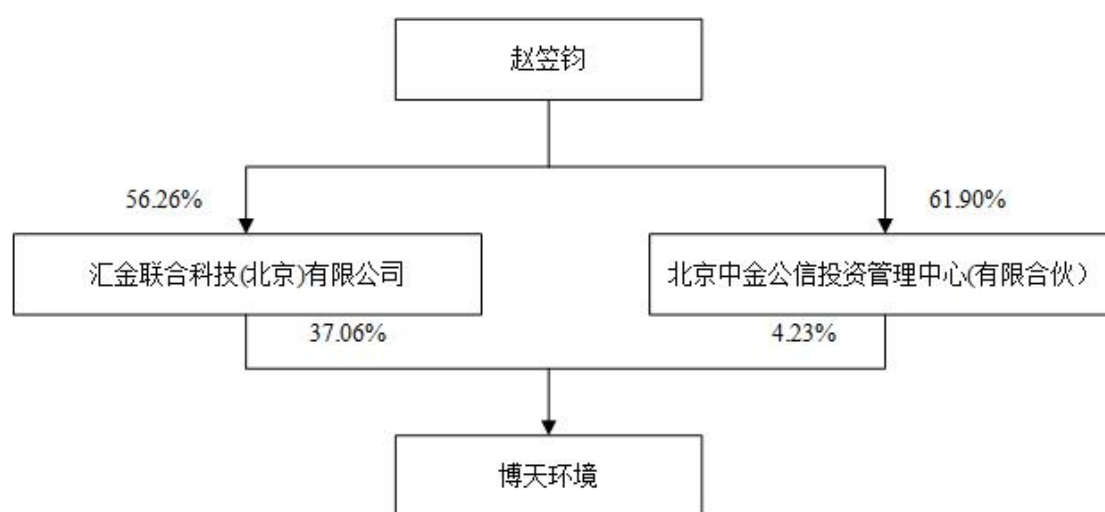 赵笠钧
56.26%
61.90%
汇金联合科技(北京)有限公司
北京中金公信投资管理中心(有限合伙）
37.06%
4.23%
博天环境